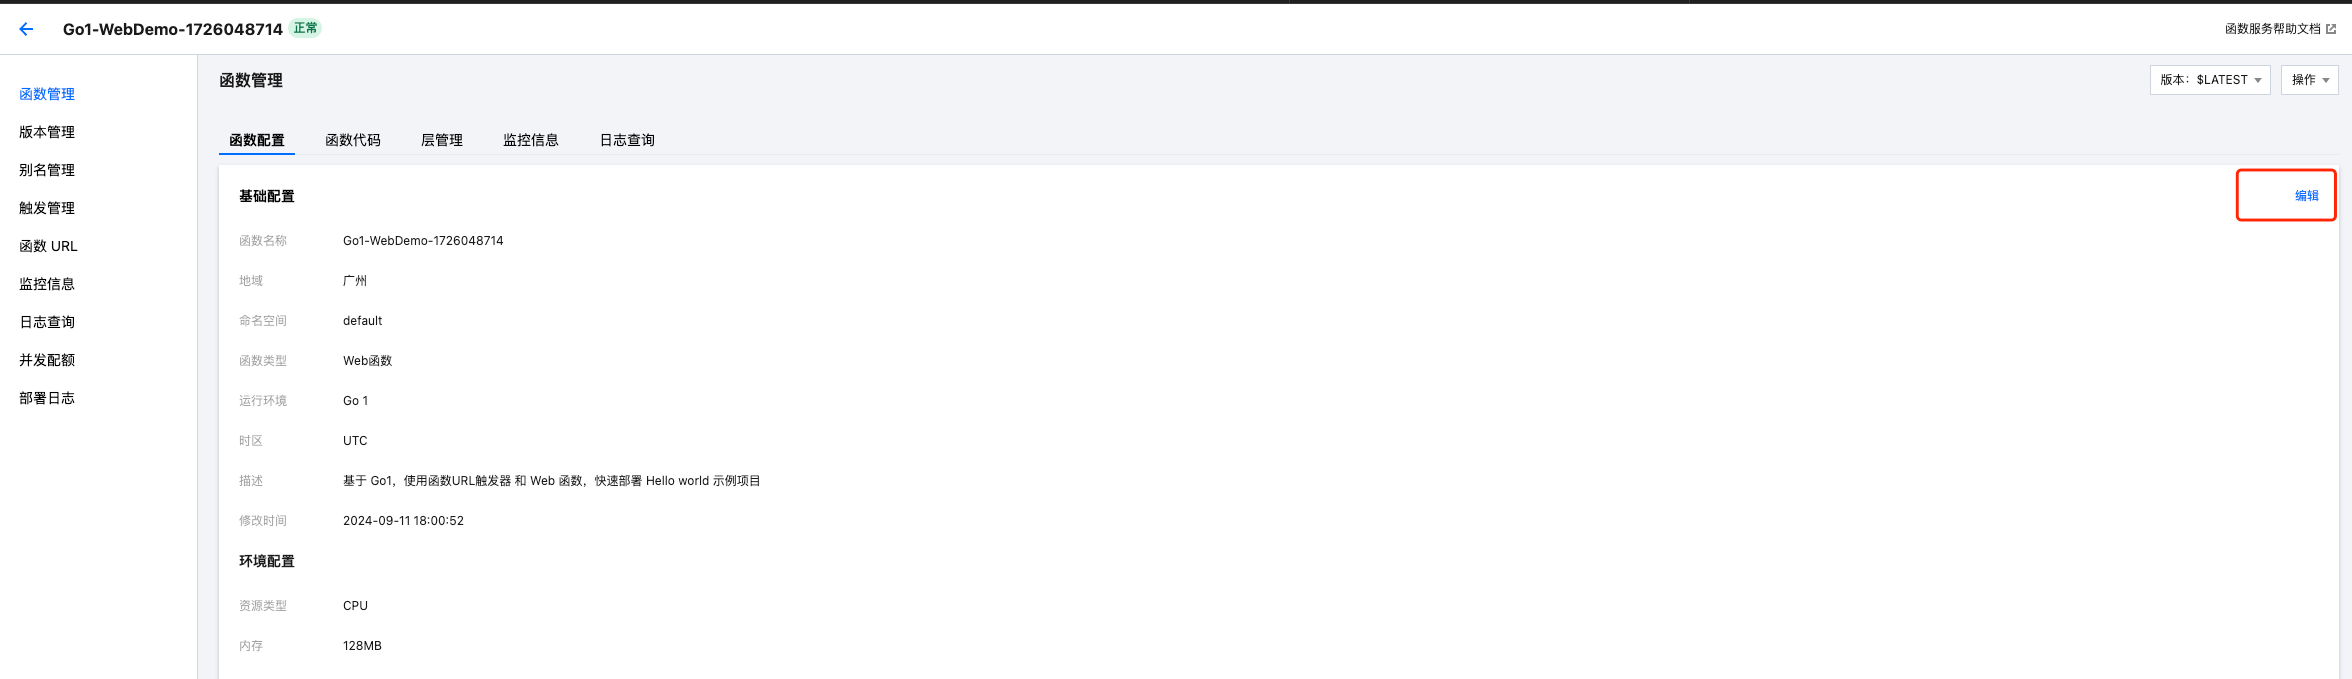 Go1-WebDemo-1726048714 正常
函数服务帮助文档
函数管理
版本管理
别名管理
触发管理
函数 URL
监控信息
日志查询
并发配额
部署日志
函数管理
版本：$LATEST
操作
函数配置 函数代码 层管理 监控信息 日志查询
基础配置
编辑
函数名称 Go1-WebDemo-1726048714
地域 广州
命名空间 default
函数类型 Web函数
运行环境 Go 1
时区 UTC
描述 基于 Go1，使用函数URL触发器 和 Web 函数，快速部署 Hello world 示例项目
修改时间 2024-09-11 18:00:52
环境配置
资源类型 CPU
内存 128MB